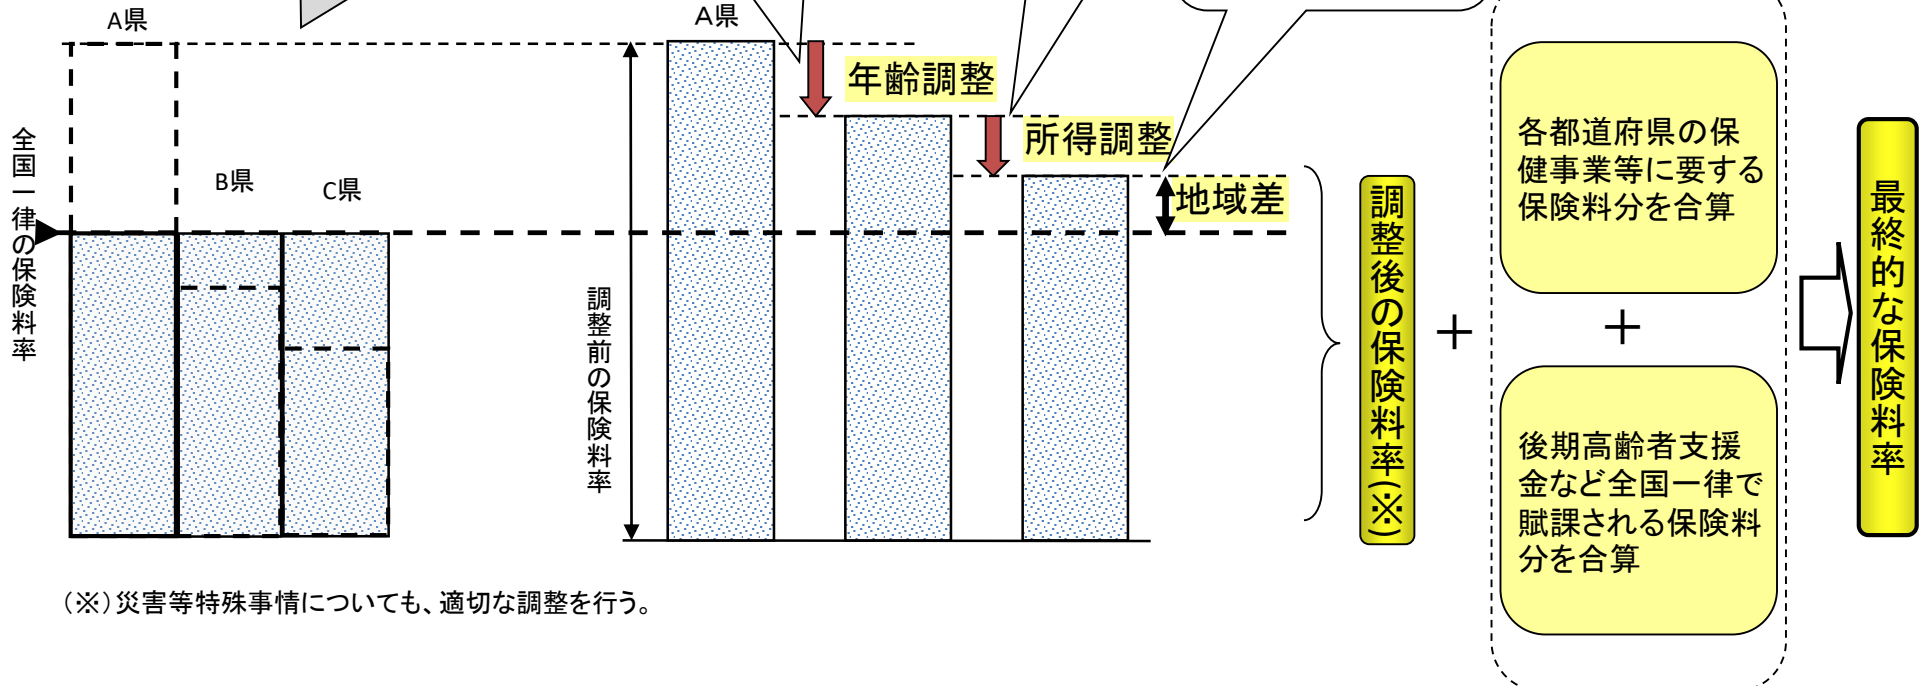 A県
B県
C県
全国一律の保険料率
A県
調整前の保険料率
年齢調整
所得調整
地域差
調整後の保険料率(※)
＋
各都道府県の保
健事業等に要する
保険料分を合算
＋
後期高齢者支援
金など全国一律で
賦課される保険料
分を合算
最終的な保険料率
(※)災害等特殊事情についても、適切な調整を行う。